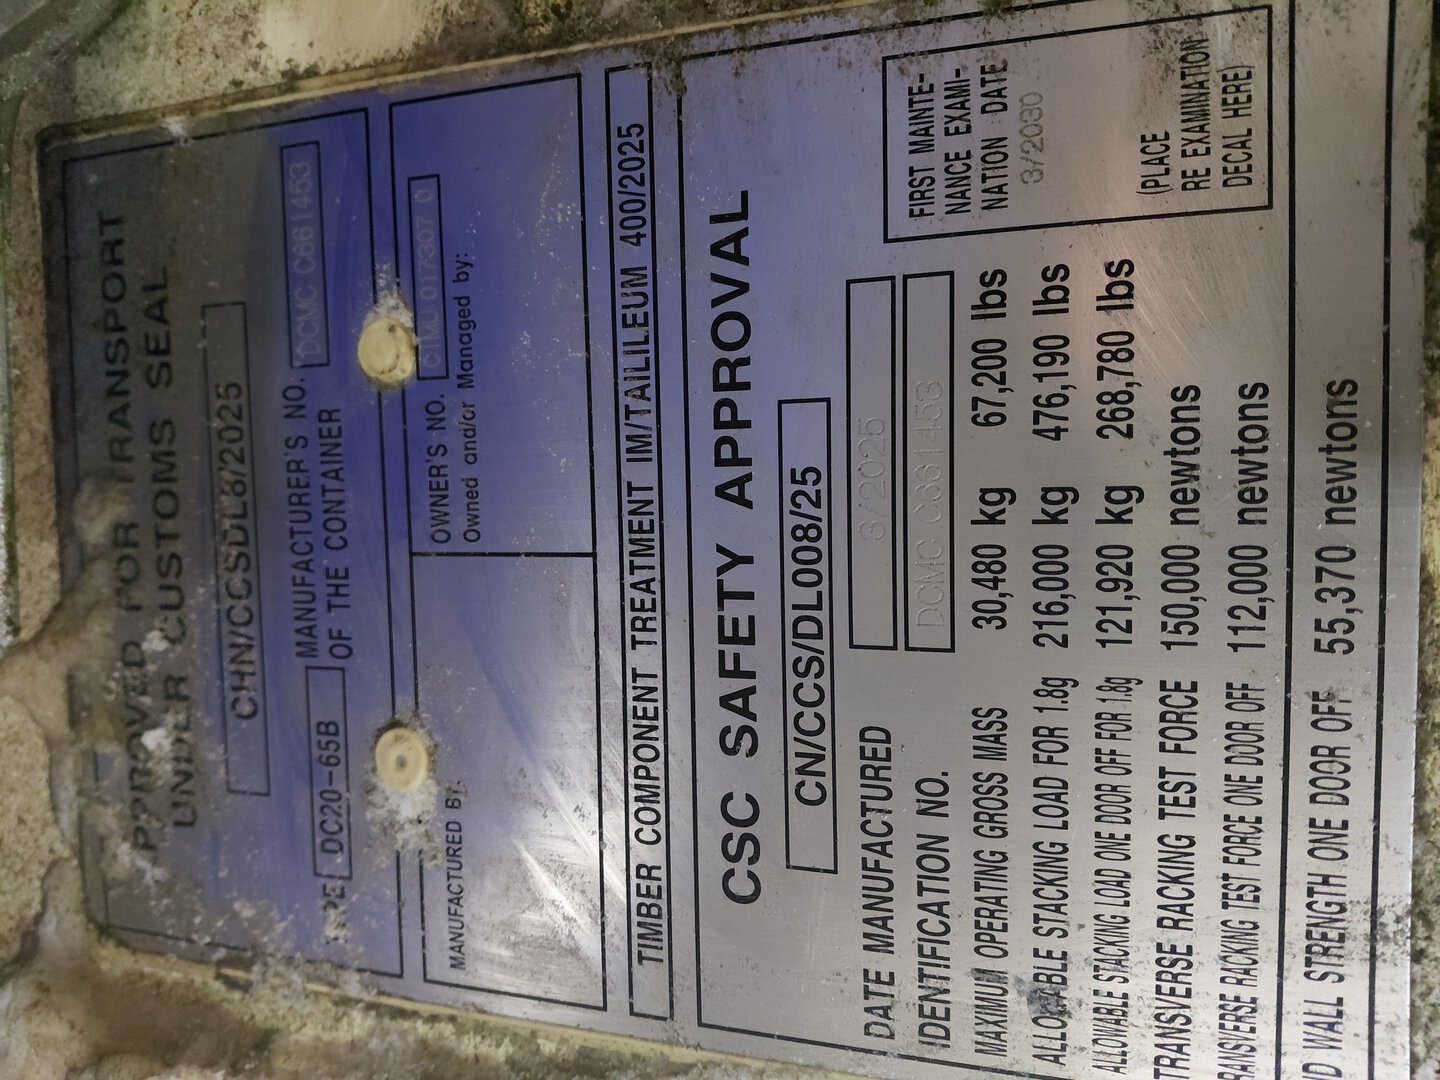 APPROVED FOR TRANSPORT
UNDER CUSTOMS SEAL
CHN/CCSDL8/2025
TYPE DC20-65B MANUFACTURER'S NO. OF THE CONTAINER DCMC C661453
MANUFACTURED BY:
OWNER'S NO.
Owned and/or Managed by:
TIMBER COMPONENT TREATMENT IM/TAILILEUM 400/2025
CSC SAFETY APPROVAL
CN/CCS/DL008/25
DATE MANUFACTURED 3/2025
IDENTIFICATION NO. DCMC C661453
MAXIMUM OPERATING GROSS MASS 30,480 kg 67,200 lbs
ALLOWABLE STACKING LOAD FOR 1.8g 216,000 kg 476,190 lbs
ALLOWABLE STACKING LOAD ONE DOOR OFF FOR 1.8g 121,920 kg 268,780 lbs
TRANSVERSE RACKING TEST FORCE 150,000 newtons
RANSVERSE RACKING TEST FORCE ONE DOOR OFF 112,000 newtons
ND WALL STRENGTH ONE DOOR OFF 55,370 newtons
FIRST MAINTE-
NANCE EXAMI-
NATION DATE
3/2030
(PLACE
RE EXAMINATION
DECAL HERE)